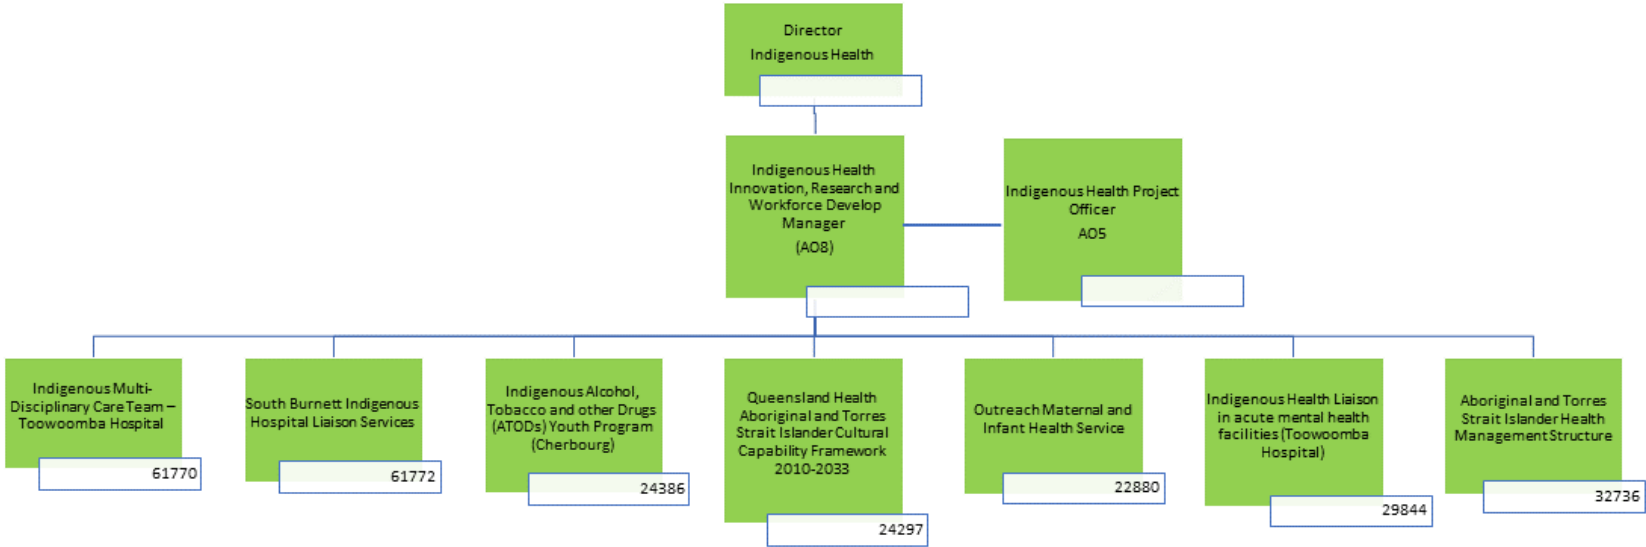 Director
Indigenous Health
Indigenous Health
Innovation, Research and
Workforce Develop
Manager
(AO8)
Indigenous Health Project
Officer
AO5
Indigenous Multi-
Disciplinary Care Team –
Toowoomba Hospital
61770
South Burnett Indigenous
Hospital Liaison Services
61772
Indigenous Alcohol,
Tobacco and other Drugs
(ATODs) Youth Program
(Cherbourg)
24386
Queensland Health
Aboriginal and Torres
Strait Islander Cultural
Capability Framework
2010-2033
24297
Outreach Maternal and
Infant Health Service
22880
Indigenous Health Liaison
in acute mental health
facilities (Toowoomba
Hospital)
29844
Aboriginal and Torres
Strait Islander Health
Management Structure
32736